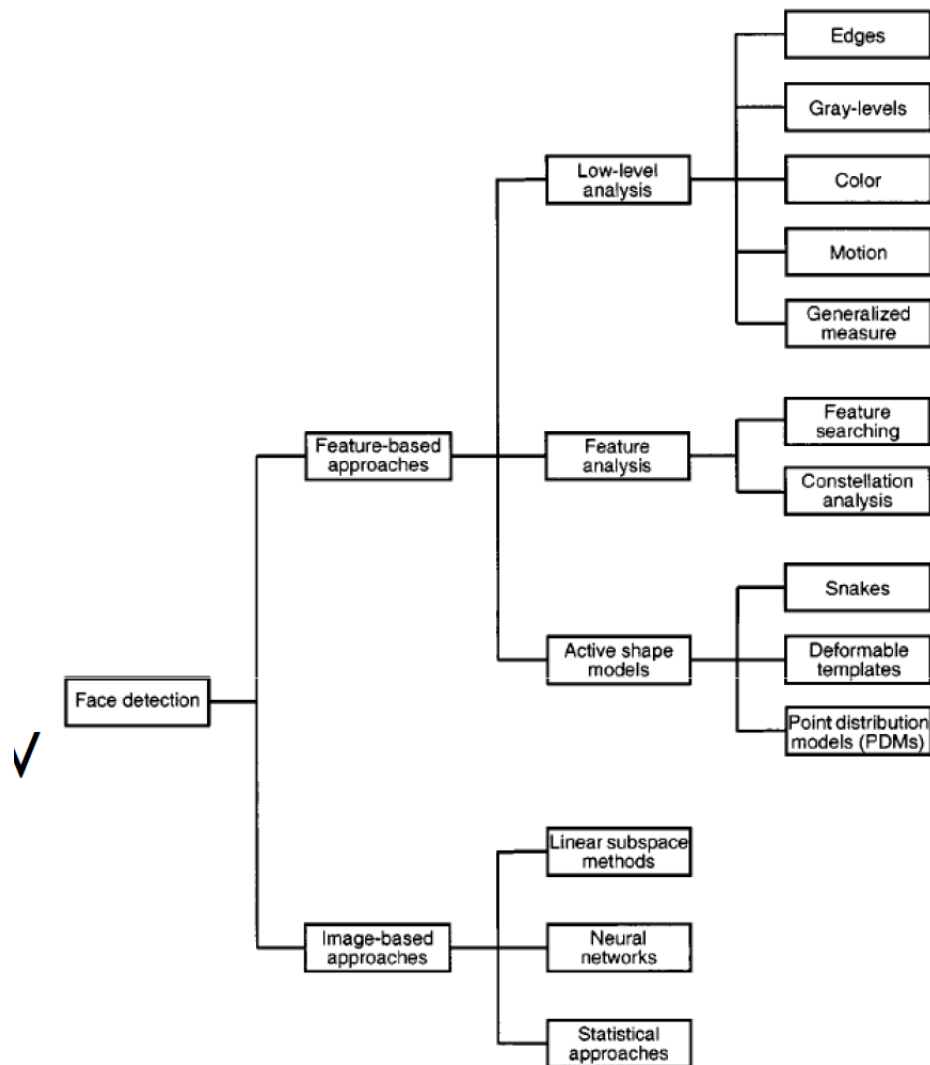 Edges
Gray-levels
Low-level
analysis
Color
Motion
Generalized
measure
Feature
searching
Feature-based
approaches
Feature
analysis
Constellation
analysis
Snakes
Active shape
models
Deformable
templates
Face detection
Point distribution
models (PDMs)
√
Linear subspace
methods
Image-based
approaches
Neural
networks
Statistical
approaches